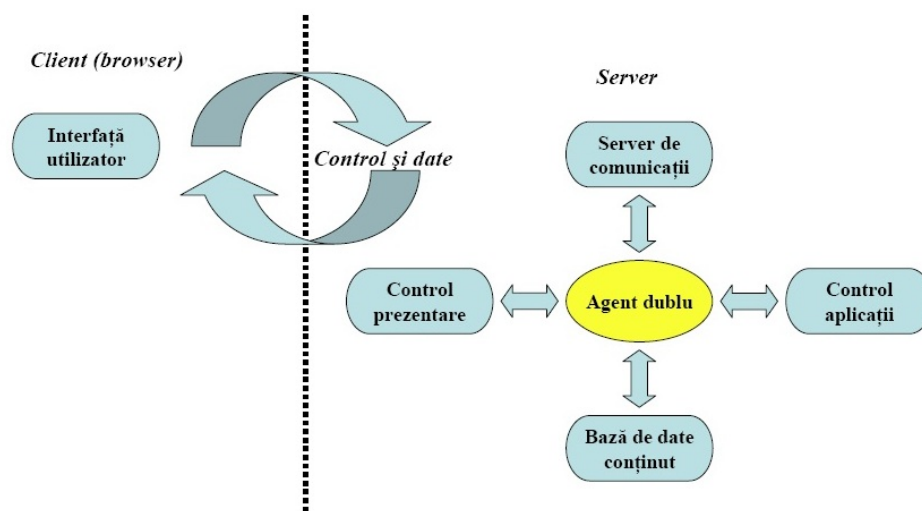 Client (browser)
Server
Interfață
utilizator
Control şi date
Server de
comunicații
Control
prezentare
Agent dublu
Control
aplicații
Bază de date
conținut